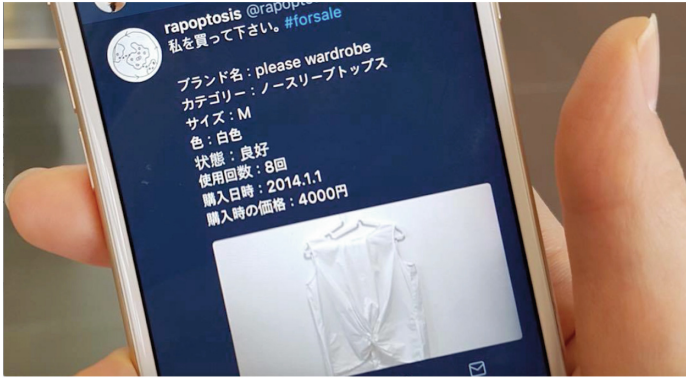 rapoptosis @rapopto
私を買って下さい。#forsale
ブランド名：please wardrobe
カテゴリー：ノースリーブトップス
サイズ：M
色：白色
状態：良好
使用回数：8回
購入日時：2014.1.1
購入時の価格：4000円